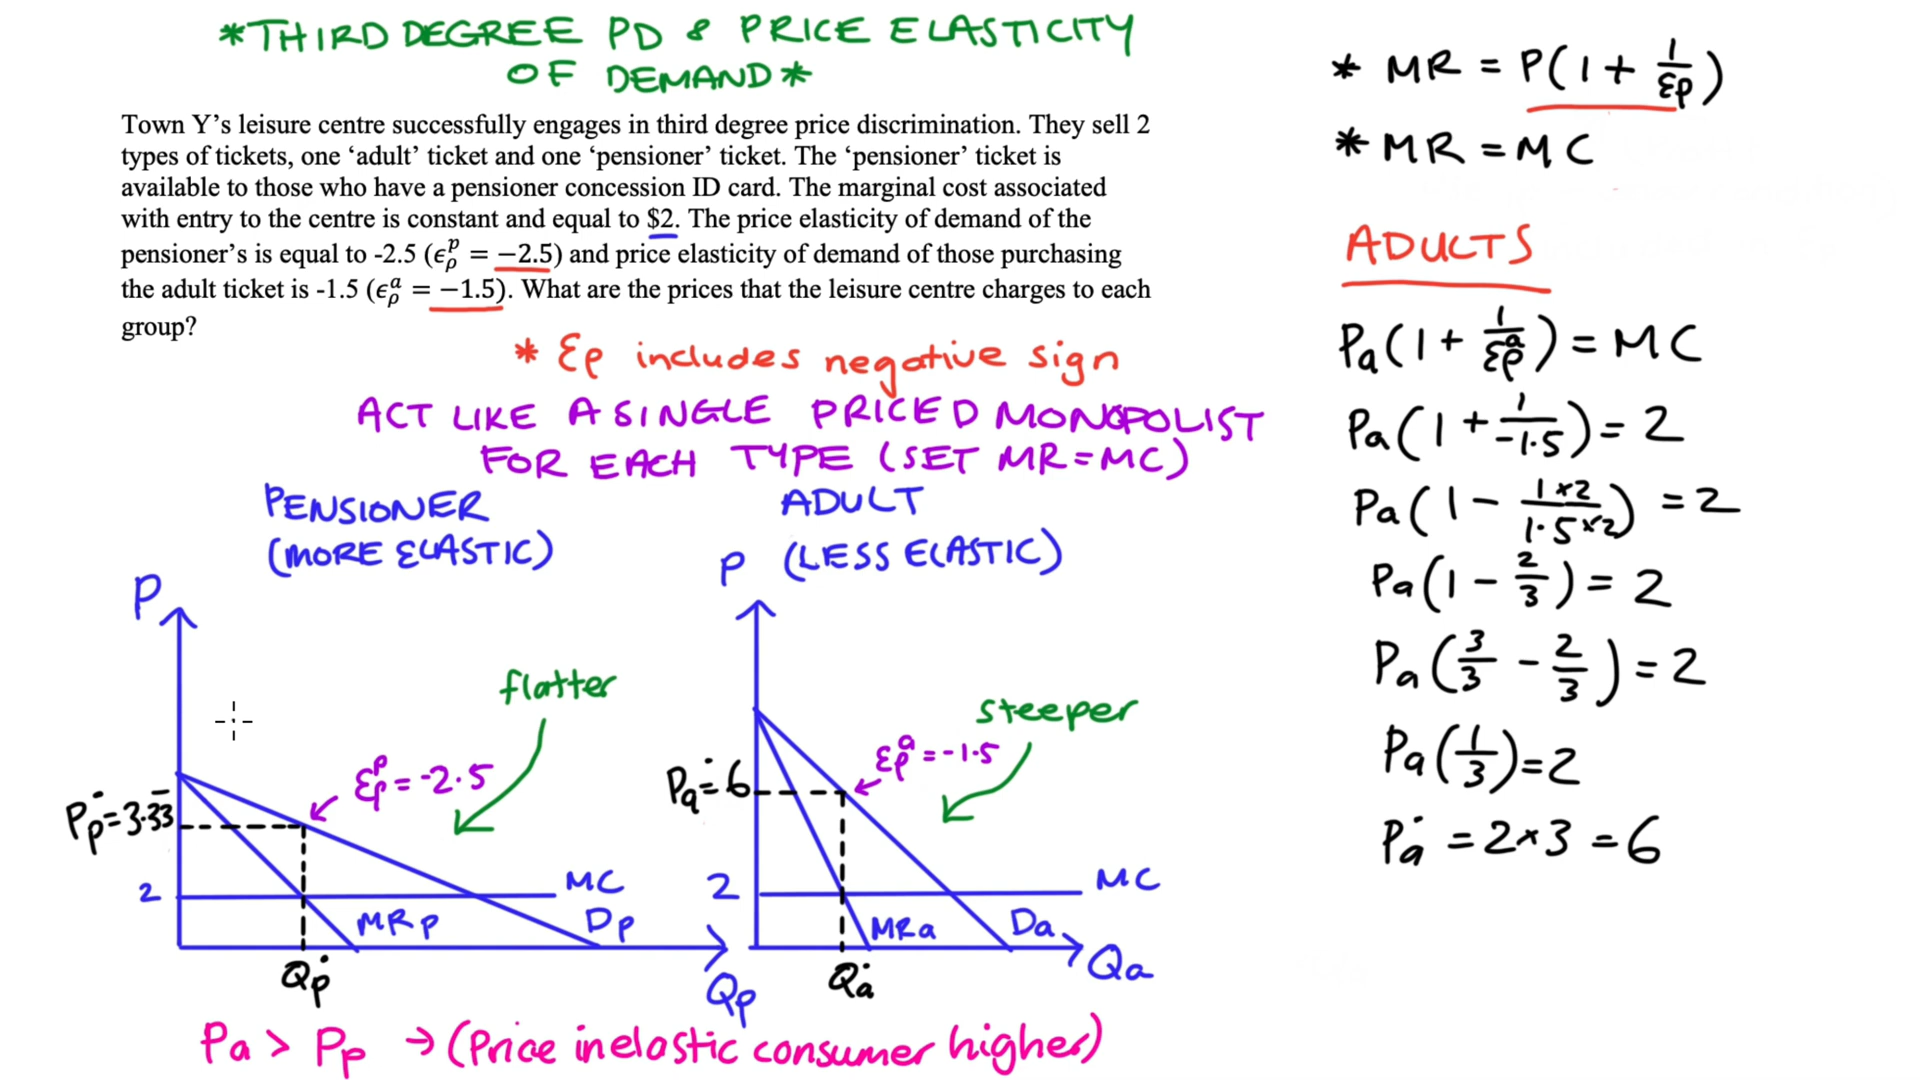 *THIRD DEGREE PD & PRICE ELASTICITY
OF DEMAND*
Town Y's leisure centre successfully engages in third degree price discrimination. They sell 2
types of tickets, one 'adult' ticket and one 'pensioner' ticket. The 'pensioner' ticket is
available to those who have a pensioner concession ID card. The marginal cost associated
with entry to the centre is constant and equal to $2. The price elasticity of demand of the
pensioner's is equal to -2.5 (ϵᵖᵨ = −2.5) and price elasticity of demand of those purchasing
the adult ticket is -1.5 (ϵᵃᵨ = −1.5). What are the prices that the leisure centre charges to each
group?
* Ɛp includes negative sign
ACT LIKE A SINGLE PRICED MONOPOLIST
FOR EACH TYPE (SET MR=MC)
PENSIONER
(MORE ELASTIC)
P
flatter
Ɛₚᵖ = -2.5
Pp* = 3.33̅
2
MC
MRp
Dp
Qp*
Qp
ADULT
(LESS ELASTIC)
P
steeper
Ɛₚᵃ = -1.5
Pa* = 6
2
MC
MRa
Da
Qa*
Qa
Pa > Pp → (Price inelastic consumer higher)
* MR = P(1 + 1/Ɛp)
* MR = MC
ADULTS
Pa(1 + 1/Ɛₚᵃ) = MC
Pa(1 + 1/-1.5) = 2
Pa(1 - 1×2/1.5×2) = 2
Pa(1 - 2/3) = 2
Pa(3/3 - 2/3) = 2
Pa(1/3) = 2
Pa* = 2×3 = 6